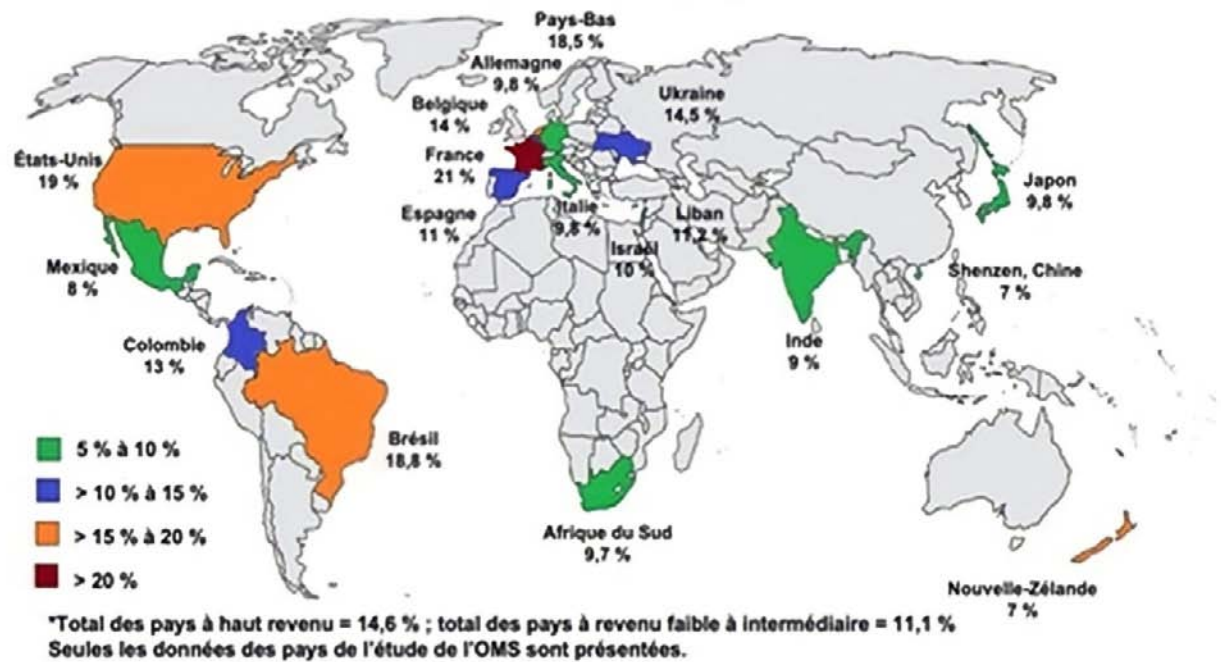 Pays-Bas
18,5 %
Allemagne
9,8 %
Belgique
14 %
Ukraine
14,5 %
États-Unis
19 %
France
21 %
Japon
9,8 %
Espagne
11 %
Italie
9,8 %
Liban
11,2 %
Israël
10 %
Mexique
8 %
Shenzen, Chine
7 %
Colombie
13 %
Inde
9 %
Brésil
18,8 %
5 % à 10 %
> 10 % à 15 %
> 15 % à 20 %
> 20 %
Afrique du Sud
9,7 %
Nouvelle-Zélande
7 %
*Total des pays à haut revenu = 14,6 % ; total des pays à revenu faible à intermédiaire = 11,1 %
Seules les données des pays de l'étude de l'OMS sont présentées.